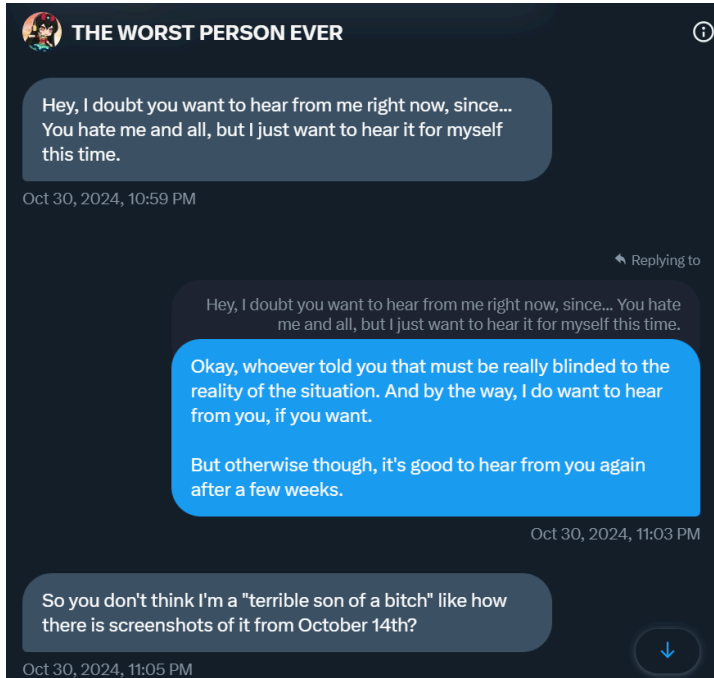 THE WORST PERSON EVER
Hey, I doubt you want to hear from me right now, since...
You hate me and all, but I just want to hear it for myself
this time.
Oct 30, 2024, 10:59 PM
Replying to
Hey, I doubt you want to hear from me right now, since... You hate
me and all, but I just want to hear it for myself this time.
Okay, whoever told you that must be really blinded to the
reality of the situation. And by the way, I do want to hear
from you, if you want.
But otherwise though, it's good to hear from you again
after a few weeks.
Oct 30, 2024, 11:03 PM
So you don't think I'm a "terrible son of a bitch" like how
there is screenshots of it from October 14th?
Oct 30, 2024, 11:05 PM